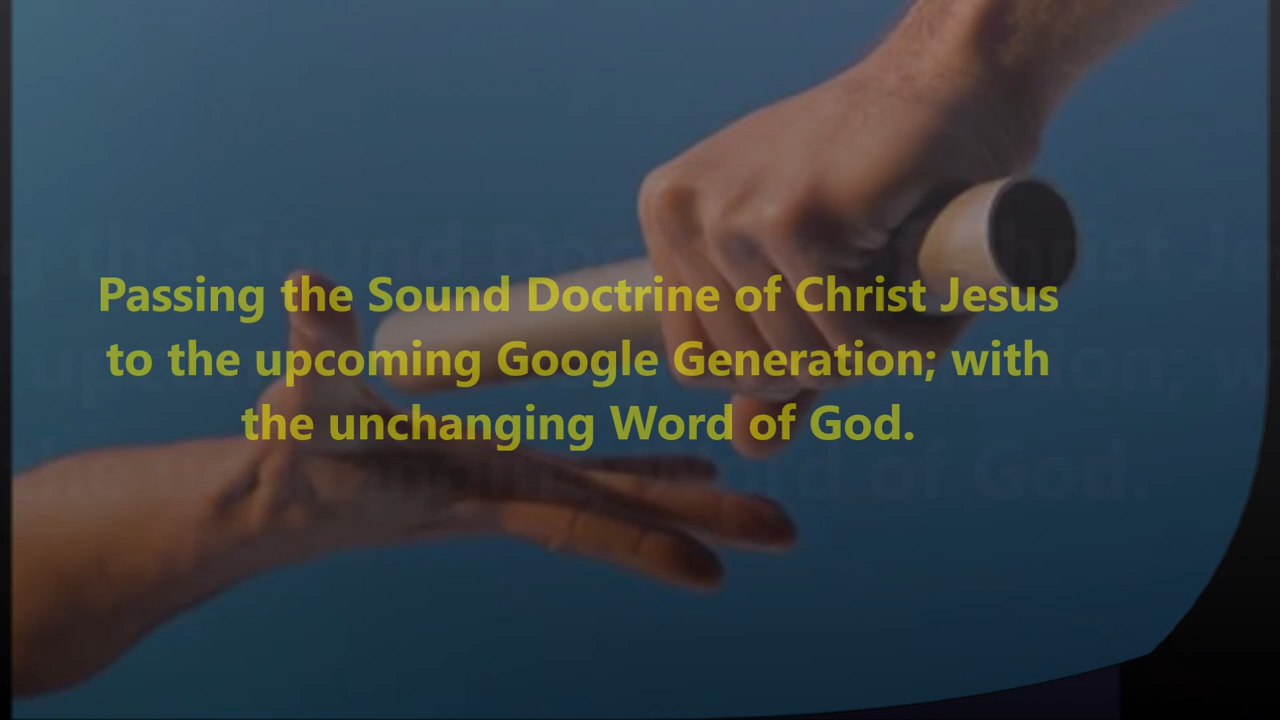 Passing the Sound Doctrine of Christ Jesus
to the upcoming Google Generation; with
the unchanging Word of God.